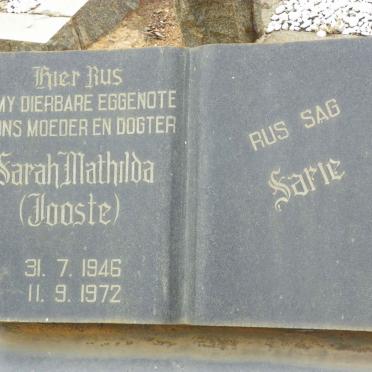 Hier Rus
MY DIERBARE EGGENOTE
ONS MOEDER EN DOGTER
Sarah Mathilda
(Jooste)
31. 7. 1946
11. 9. 1972
RUS SAG
Safie